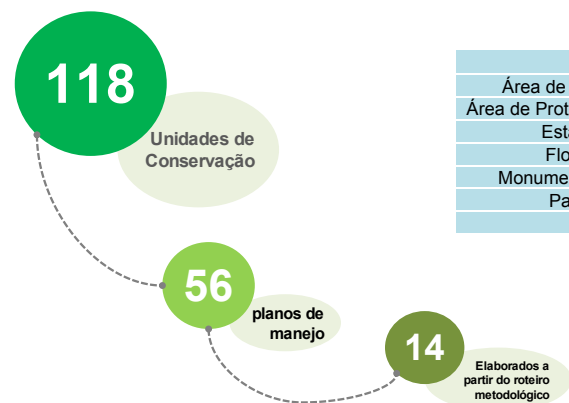 118
Unidades de
Conservação
56
planos de
manejo
14
Elaborados a
partir do roteiro
metodológico
Área de
Área de Prot
Está
Flo
Monume
Pa